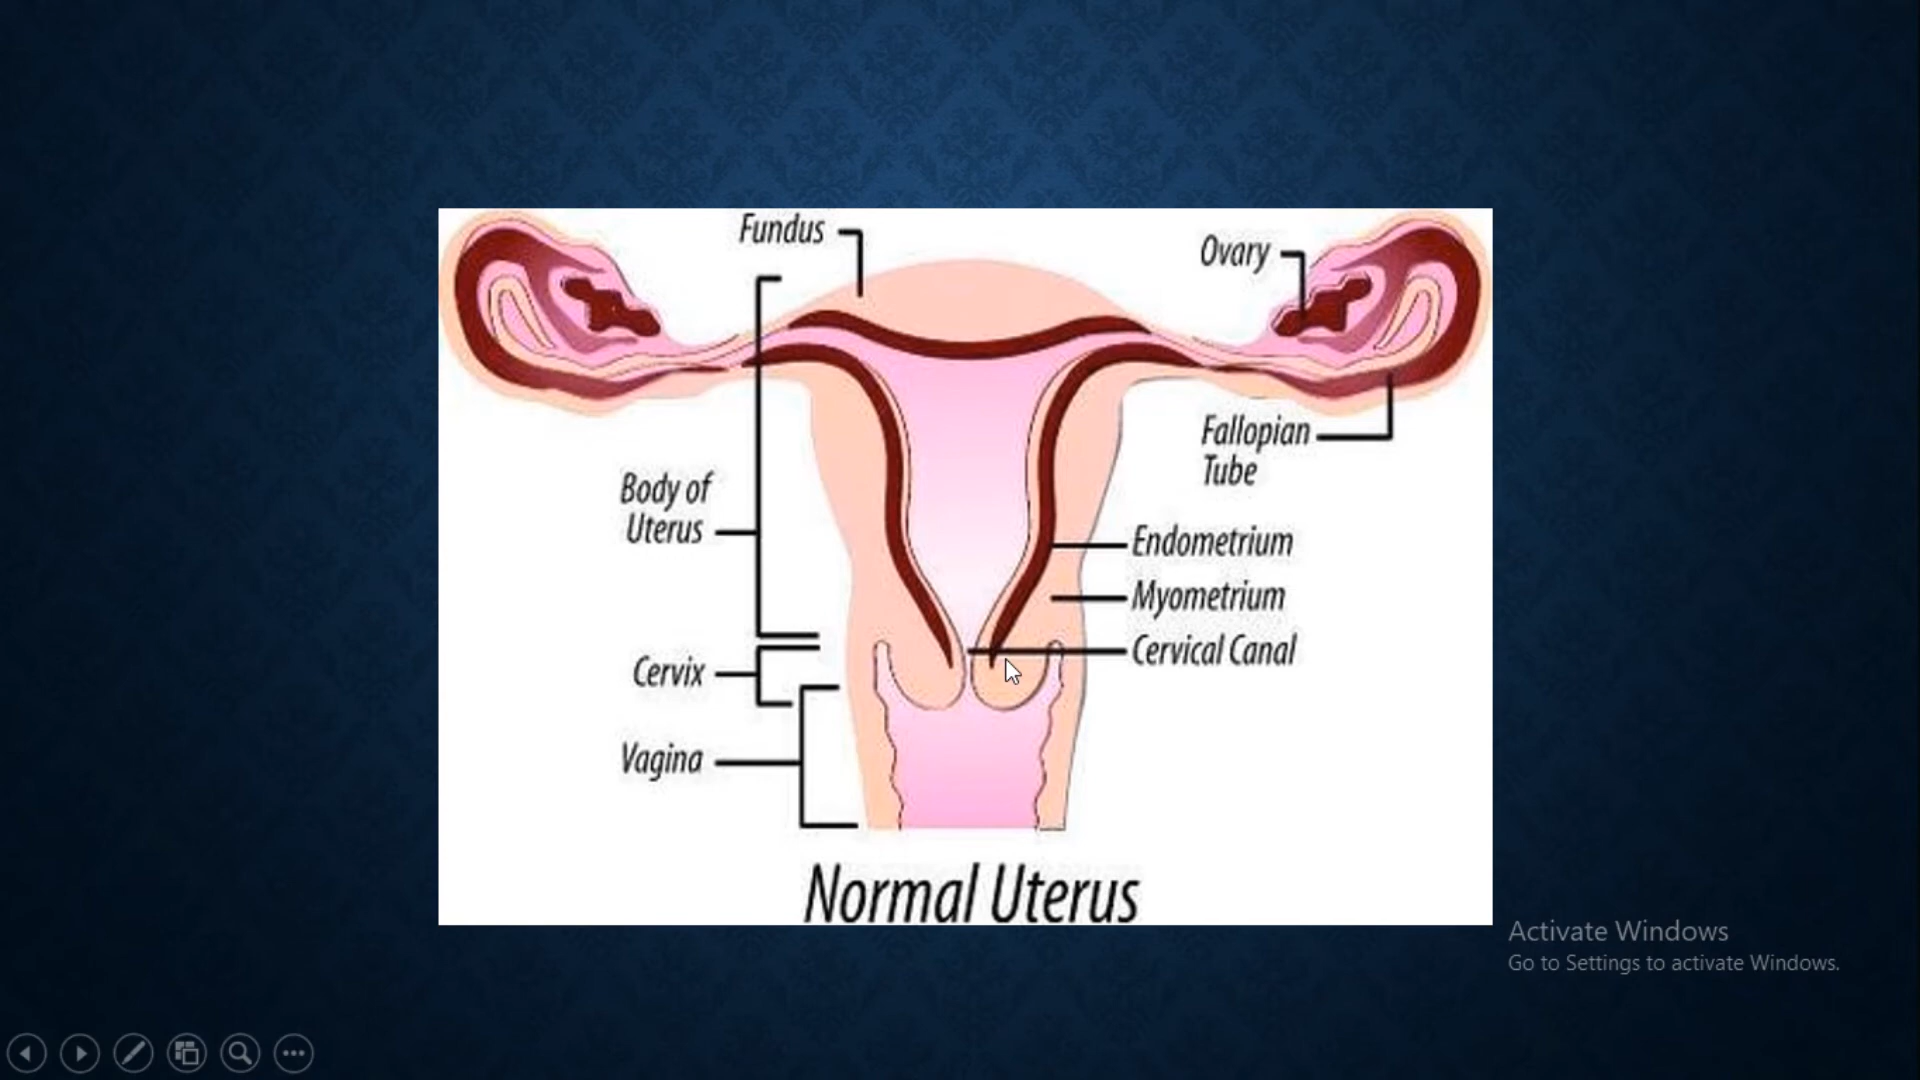 Fundus
Ovary
Fallopian
Tube
Body of
Uterus
Endometrium
Myometrium
Cervical Canal
Cervix
Vagina
Normal Uterus
Activate Windows
Go to Settings to activate Windows.